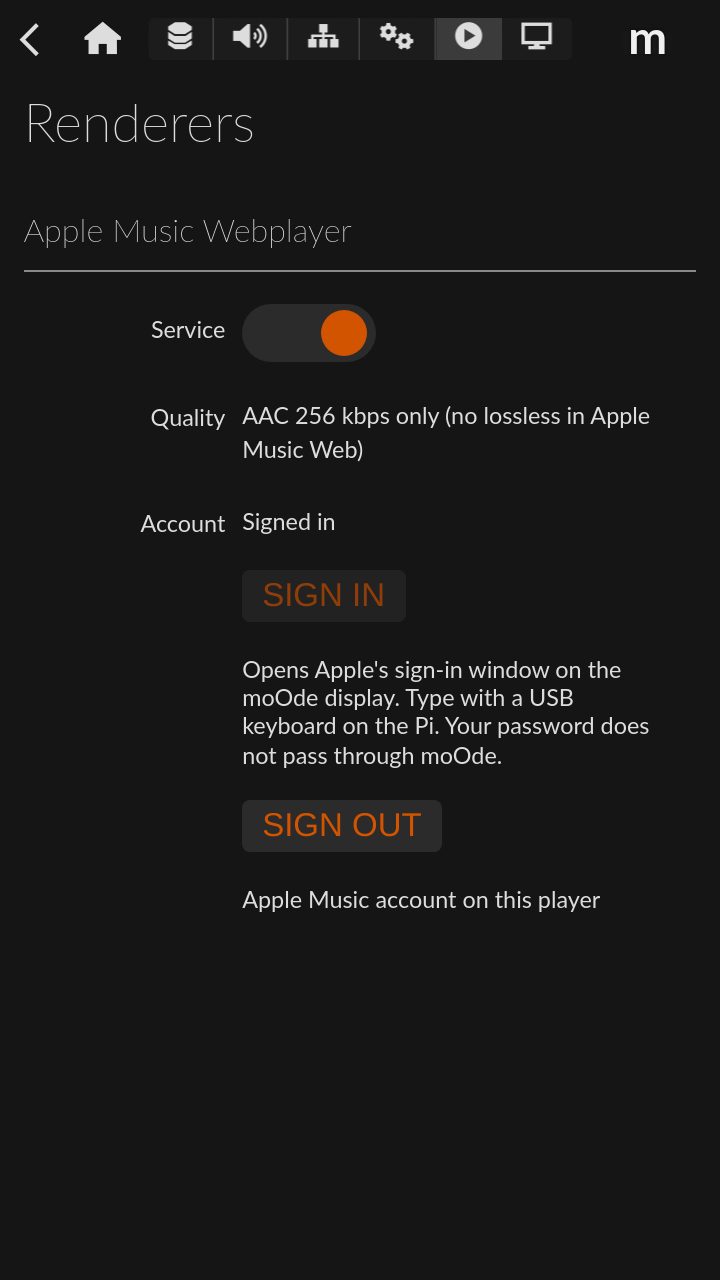 m
Renderers
Apple Music Webplayer
Service
Quality AAC 256 kbps only (no lossless in Apple
Music Web)
Account Signed in
SIGN IN
Opens Apple's sign-in window on the
moOde display. Type with a USB
keyboard on the Pi. Your password does
not pass through moOde.
SIGN OUT
Apple Music account on this player